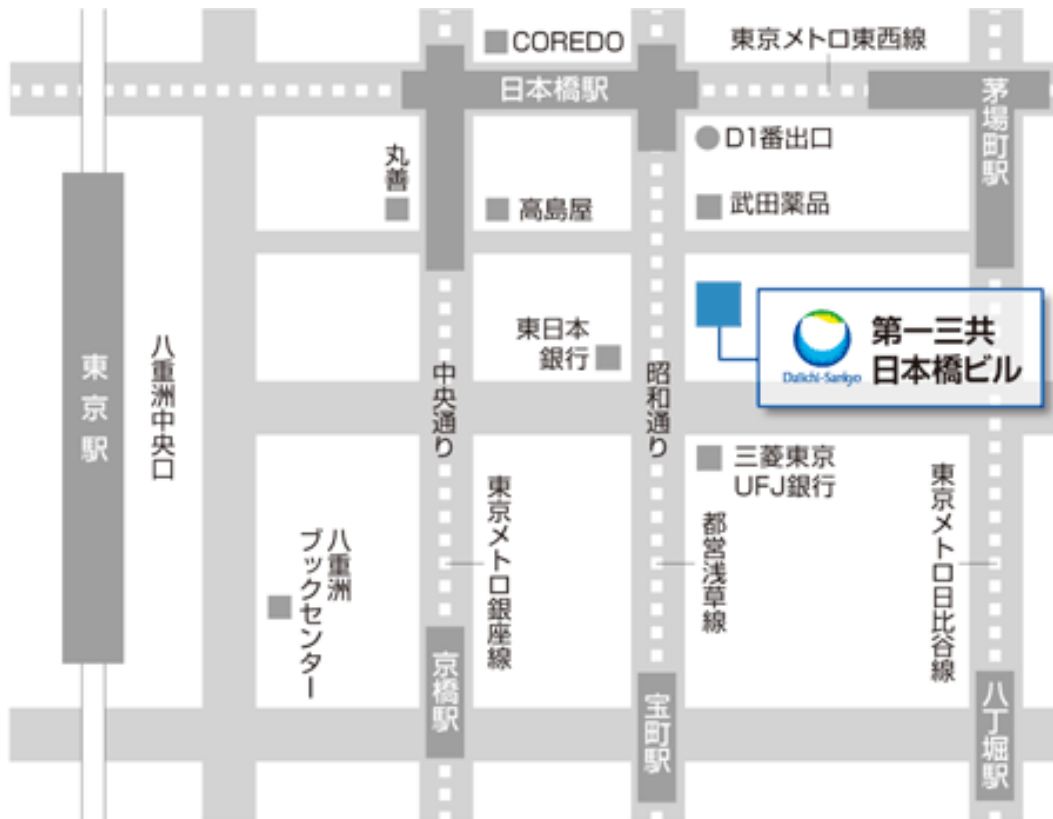 COREDO
東京メトロ東西線
日本橋駅
茅場町駅
D1番出口
丸善
高島屋
武田薬品
東日本
銀行
第一三共
日本橋ビル
Daiichi-Sankyo
東京駅
八重洲中央口
中央通り
昭和通り
三菱東京
UFJ銀行
東京メトロ銀座線
都営浅草線
東京メトロ日比谷線
八重洲
ブックセンター
京橋駅
宝町駅
八丁堀駅